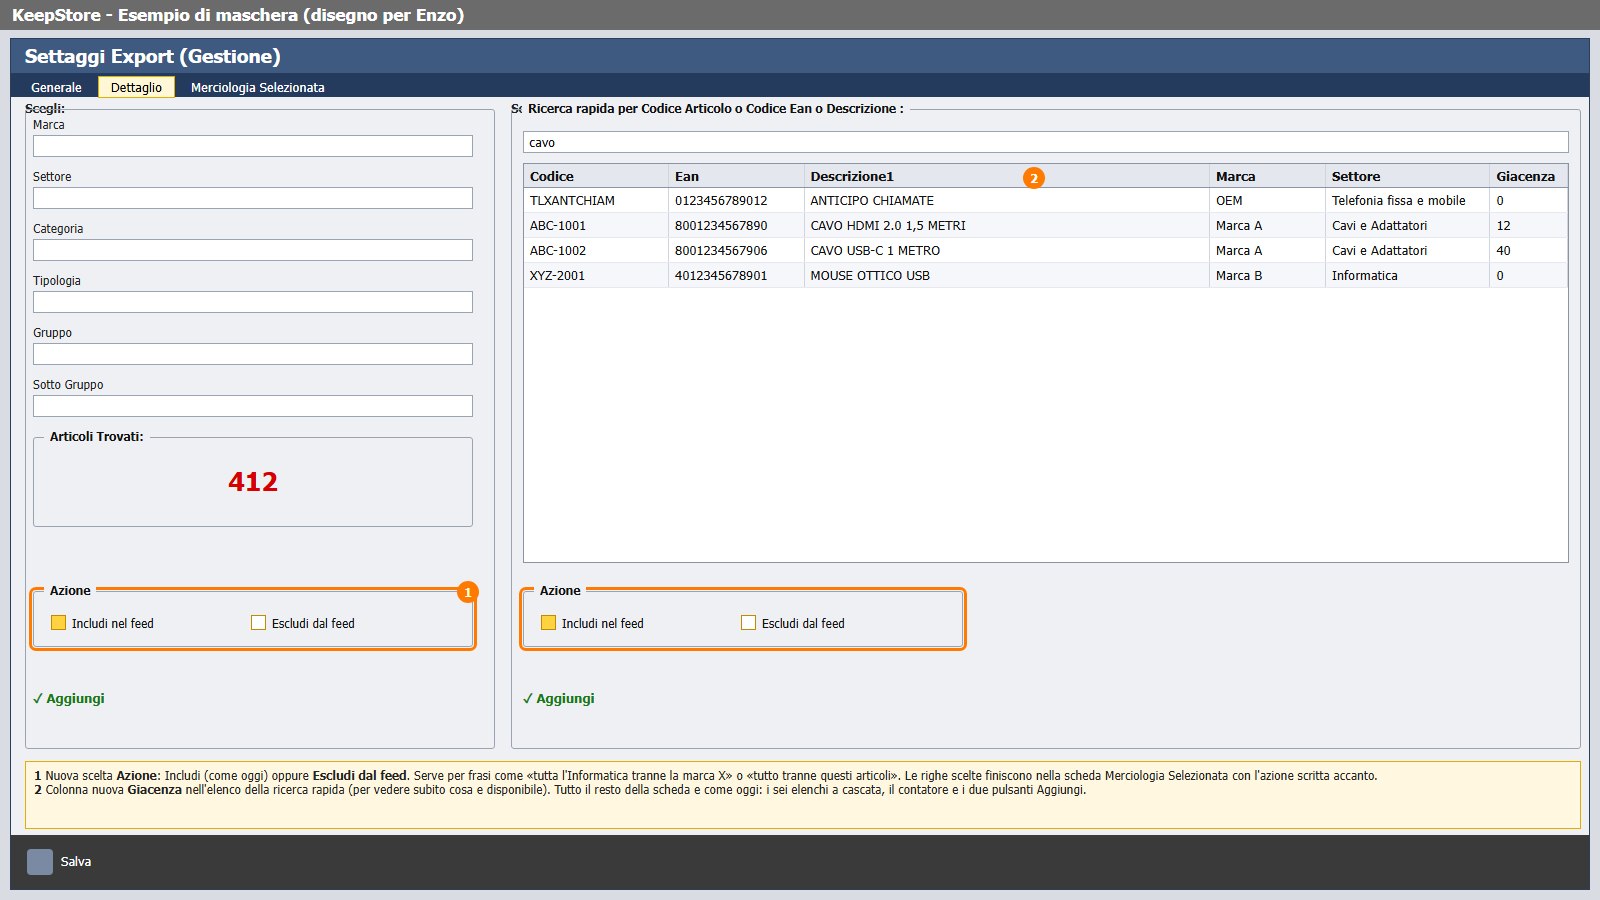 KeepStore - Esempio di maschera (disegno per Enzo)
Settaggi Export (Gestione)
Generale Dettaglio Merciologia Selezionata
Scegli:
Marca
Settore
Categoria
Tipologia
Gruppo
Sotto Gruppo
Articoli Trovati:
412
Azione 1
Includi nel feed Escludi dal feed
✓ Aggiungi
Ricerca rapida per Codice Articolo o Codice Ean o Descrizione :
cavo
Codice Ean Descrizione1 2 Marca Settore Giacenza
TLXANTCHIAM 0123456789012 ANTICIPO CHIAMATE OEM Telefonia fissa e mobile 0
ABC-1001 8001234567890 CAVO HDMI 2.0 1,5 METRI Marca A Cavi e Adattatori 12
ABC-1002 8001234567906 CAVO USB-C 1 METRO Marca A Cavi e Adattatori 40
XYZ-2001 4012345678901 MOUSE OTTICO USB Marca B Informatica 0
Azione
Includi nel feed Escludi dal feed
✓ Aggiungi
1 Nuova scelta Azione: Includi (come oggi) oppure Escludi dal feed. Serve per frasi come «tutta l'Informatica tranne la marca X» o «tutto tranne questi articoli». Le righe scelte finiscono nella scheda Merciologia Selezionata con l'azione scritta accanto.
2 Colonna nuova Giacenza nell'elenco della ricerca rapida (per vedere subito cosa e disponibile). Tutto il resto della scheda e come oggi: i sei elenchi a cascata, il contatore e i due pulsanti Aggiungi.
Salva